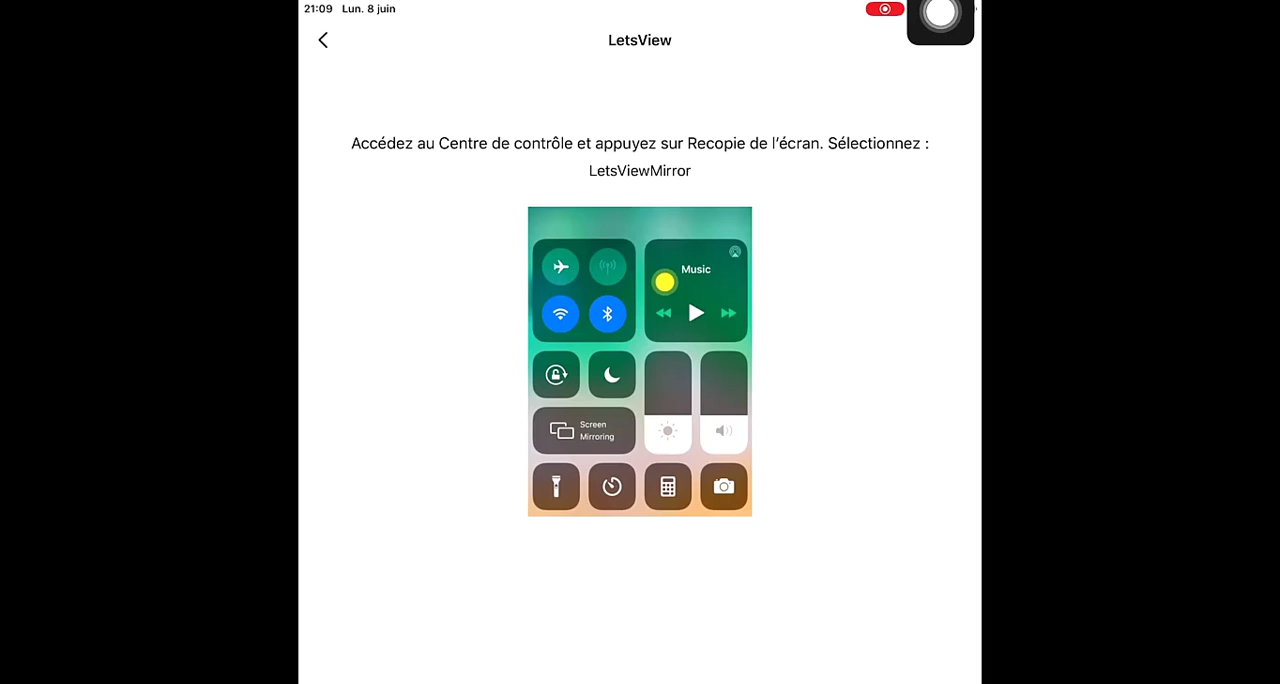 21:09 Lun. 8 juin
LetsView
Accédez au Centre de contrôle et appuyez sur Recopie de l’écran. Sélectionnez :
LetsViewMirror
Music
Screen
Mirroring